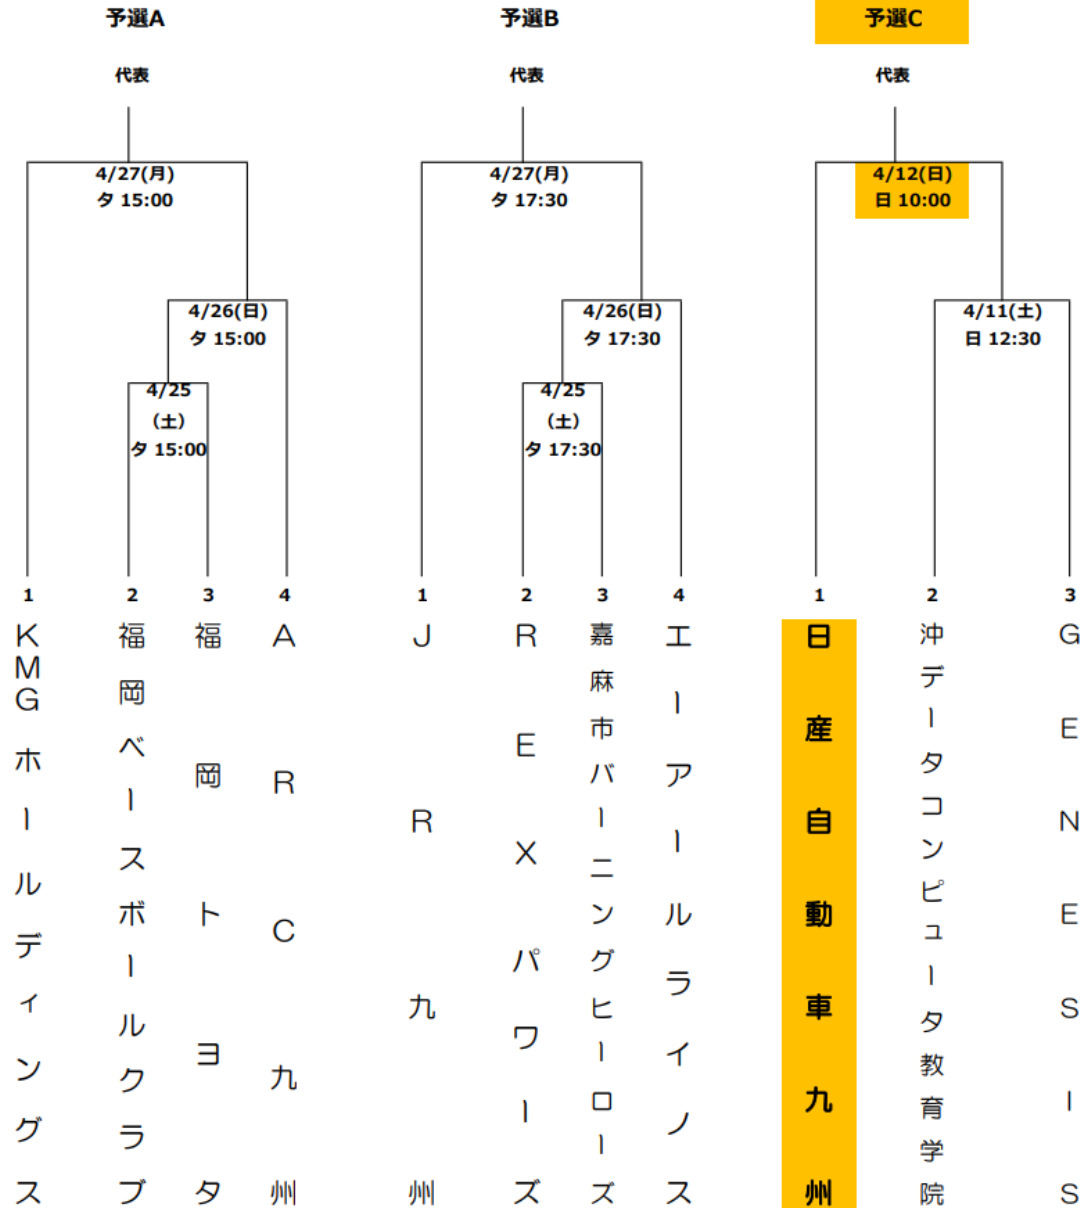 予選A
代表
4/27(月)
タ 15:00
4/26(日)
タ 15:00
4/25
(土)
タ 15:00
1
2
3
4
KMGホールディングス
福岡ベースボールクラブ
福岡トヨタ
ARC九州
予選B
代表
4/27(月)
タ 17:30
4/26(日)
タ 17:30
4/25
(土)
タ 17:30
1
2
3
4
JR九州
REXパワーズ
嘉麻市バーニングヒーローズ
エーアールライノス
予選C
代表
4/12(日)
日 10:00
4/11(土)
日 12:30
1
2
3
日産自動車九州
沖データコンピュータ教育学院
GENESIS